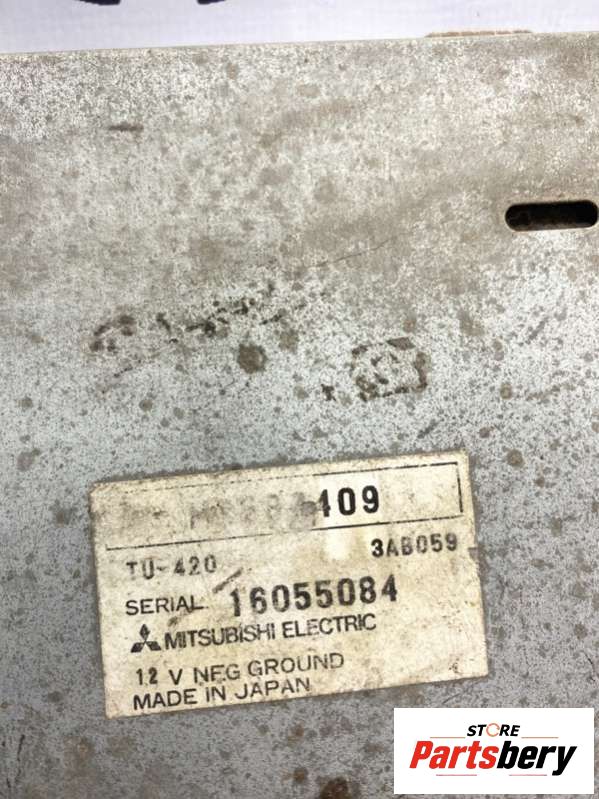 409
TU-420 3AB059
SERIAL. 16055084
MITSUBISHI ELECTRIC
12 V NEG GROUND
MADE IN JAPAN
STORE
Partsbery